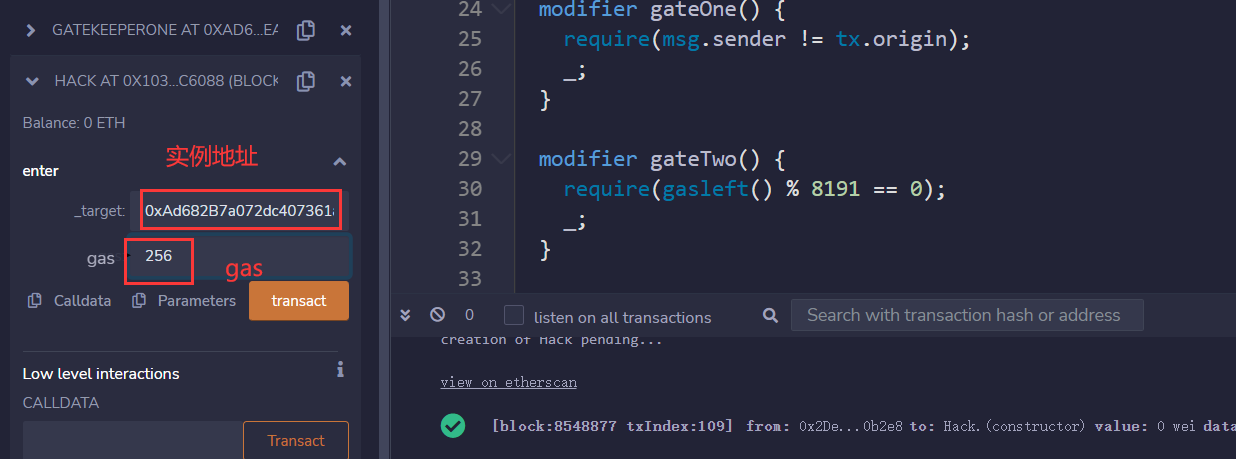 GATEKEEPERONE AT 0XAD6...EA
HACK AT 0X103...C6088 (BLOCK
Balance: 0 ETH
实例地址
enter
_target:
0xAd682B7a072dc407361a
gas
256
gas
Calldata
Parameters
transact
Low level interactions
i
CALLDATA
Transact
24 modifier gateOne() {
25 require(msg.sender != tx.origin);
26 _;
27 }
28
29 modifier gateTwo() {
30 require(gasleft() % 8191 == 0);
31 _;
32 }
33
0
listen on all transactions
Search with transaction hash or address
creation of Hack pending...
view on etherscan
[block:8548877 txIndex:109] from: 0x2De...0b2e8 to: Hack.(constructor) value: 0 wei data